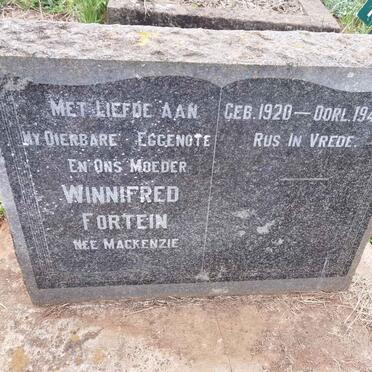 MET LIEFDE AAN
MY DIERBARE EGGENOTE
EN ONS MOEDER
WINNIFRED
FORTEIN
NEE MACKENZIE
GEB. 1920 — OORL. 194
RUS IN VREDE.